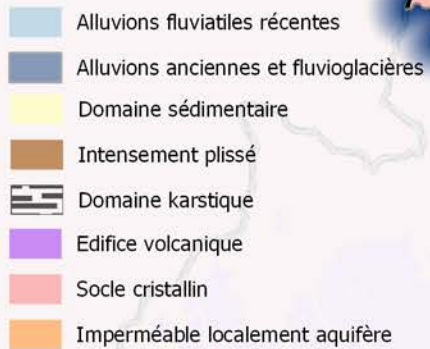 Alluvions fluviatiles récentes
Alluvions anciennes et fluvioglacières
Domaine sédimentaire
Intensement plissé
Domaine karstique
Edifice volcanique
Socle cristallin
Imperméable localement aquifère